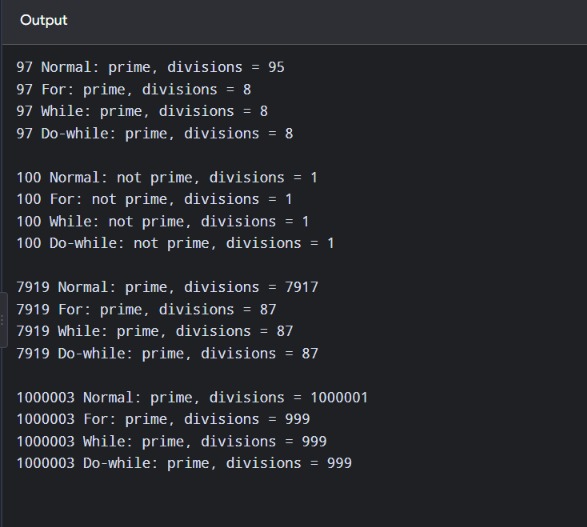 Output
97 Normal: prime, divisions = 95
97 For: prime, divisions = 8
97 While: prime, divisions = 8
97 Do-while: prime, divisions = 8
100 Normal: not prime, divisions = 1
100 For: not prime, divisions = 1
100 While: not prime, divisions = 1
100 Do-while: not prime, divisions = 1
7919 Normal: prime, divisions = 7917
7919 For: prime, divisions = 87
7919 While: prime, divisions = 87
7919 Do-while: prime, divisions = 87
1000003 Normal: prime, divisions = 1000001
1000003 For: prime, divisions = 999
1000003 While: prime, divisions = 999
1000003 Do-while: prime, divisions = 999